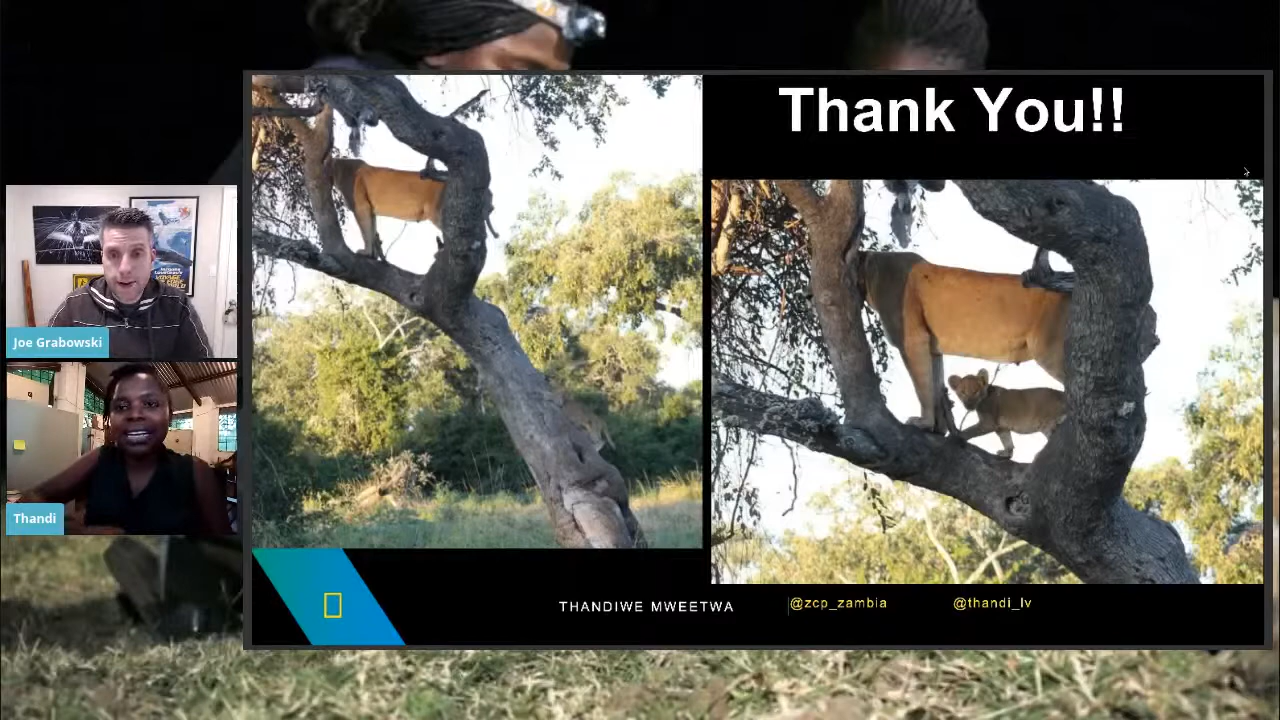 Thank You!!
Joe Grabowski
Thandi
THANDIWE MWEETWA
@zcp_zambia
@thandi_lv